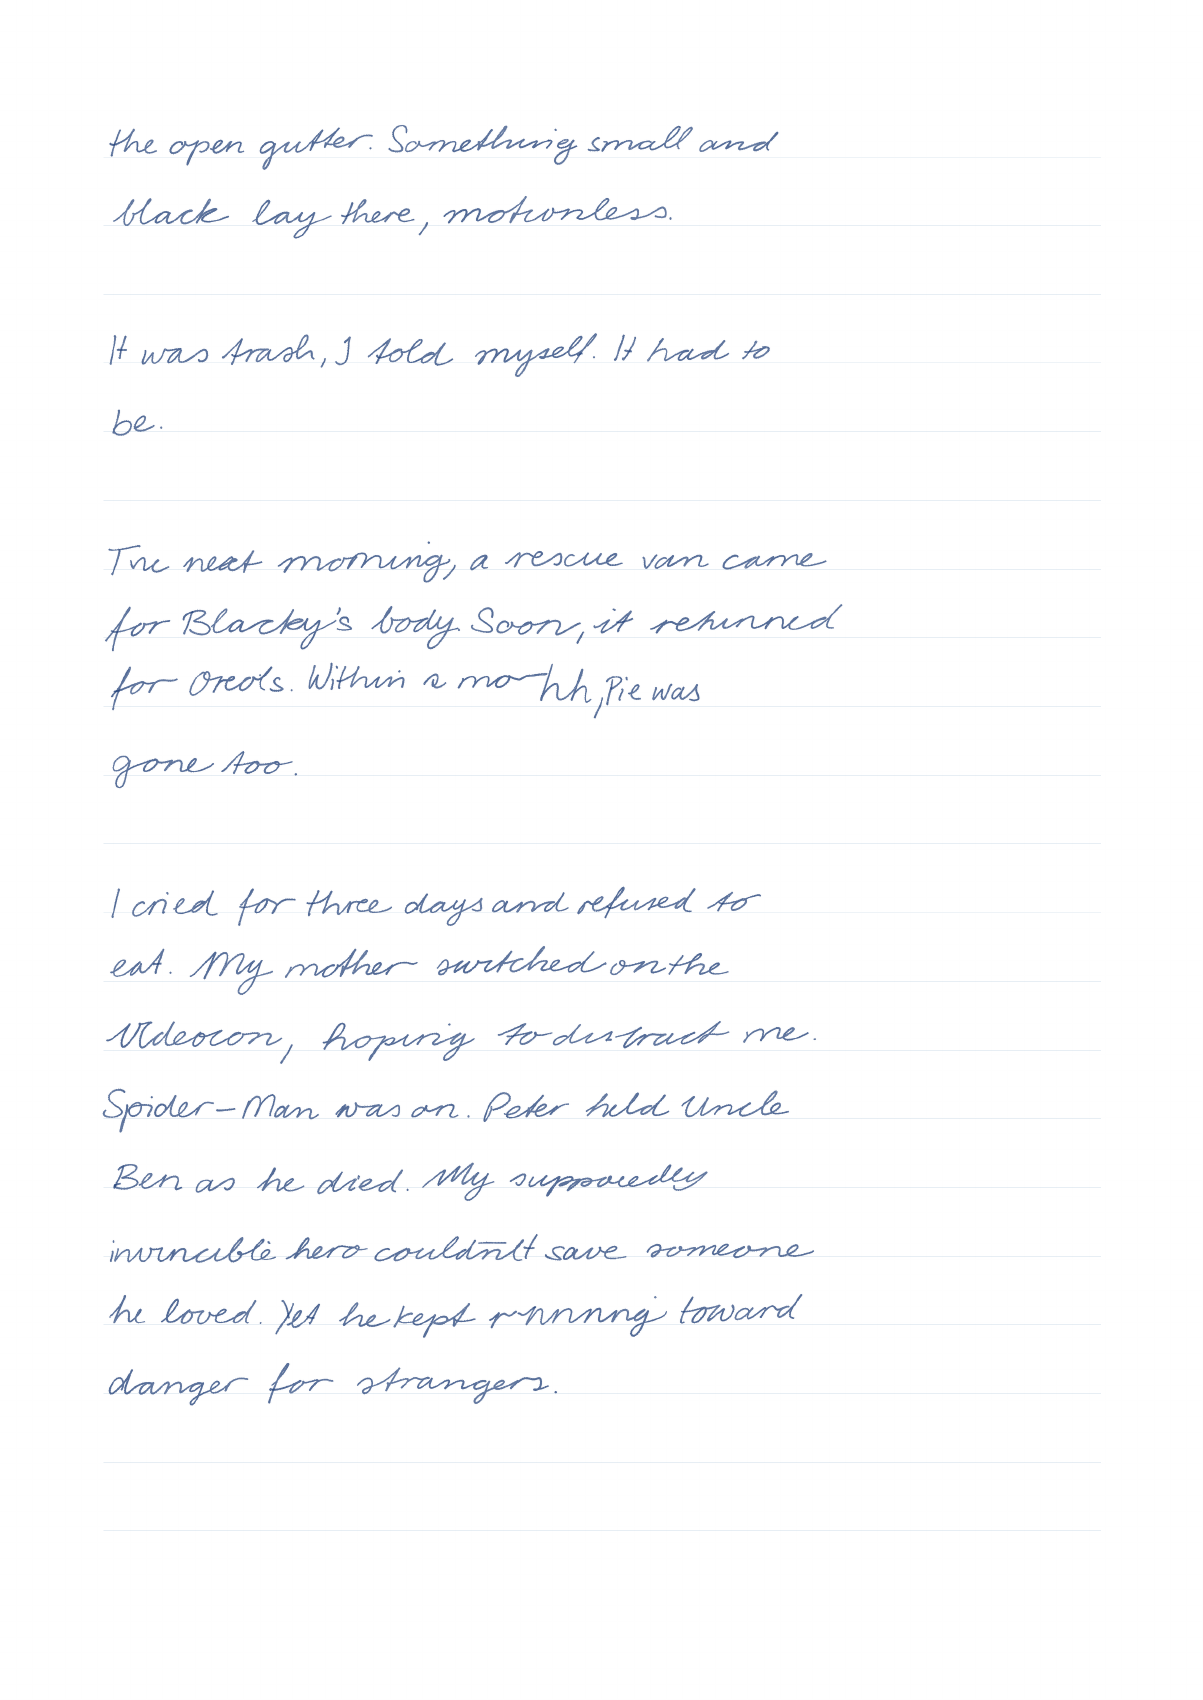 the open gutter. Something small and
black lay there, motionless.
It was trash, I told myself. It had to
be.
The next morning, a rescue van came
for Blacky's body. Soon, it returned
for Oreo's. Within a month, Pie was
gone too.
I cried for three days and refused to
eat. My mother switched on the
Videocon, hoping to distract me.
Spider-Man was on. Peter held Uncle
Ben as he died. My supposedly
invincible hero couldn't save someone
he loved. Yet he kept running toward
danger for strangers.